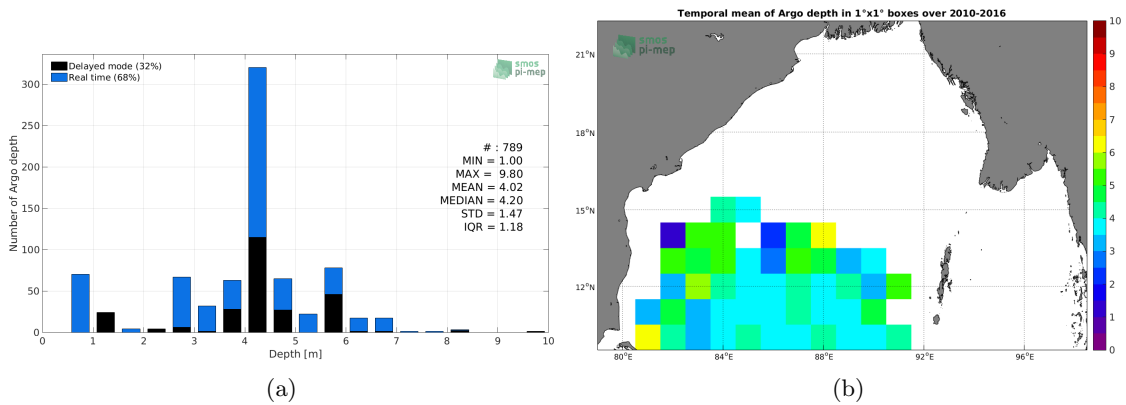 Delayed mode (32%)
Real time (68%)
smos
pi-mep
# : 789
MIN = 1.00
MAX = 9.80
MEAN = 4.02
MEDIAN = 4.20
STD = 1.47
IQR = 1.18
Number of Argo depth
300
250
200
150
100
50
0
0 1 2 3 4 5 6 7 8 9 10
Depth [m]
(a)
Temporal mean of Argo depth in 1°x1° boxes over 2010-2016
smos
pi-mep
21°N
18°N
15°N
12°N
80°E 84°E 88°E 92°E 96°E
10
9
8
7
6
5
4
3
2
1
0
(b)